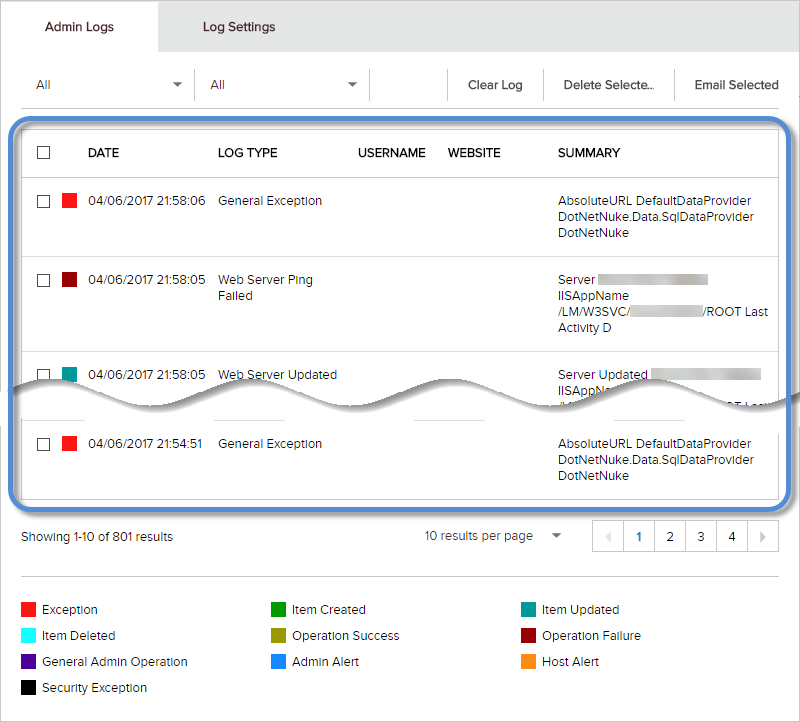 Admin Logs Log Settings
All All Clear Log Delete Selecte... Email Selected
DATE LOG TYPE USERNAME WEBSITE SUMMARY
04/06/2017 21:58:06 General Exception AbsoluteURL DefaultDataProvider
DotNetNuke.Data.SqlDataProvider
DotNetNuke
04/06/2017 21:58:05 Web Server Ping Server
Failed IISAppName
/LM/W3SVC/ /ROOT Last
Activity D
04/06/2017 21:58:05 Web Server Updated Server Updated
04/06/2017 21:54:51 General Exception AbsoluteURL DefaultDataProvider
DotNetNuke.Data.SqlDataProvider
DotNetNuke
Showing 1-10 of 801 results 10 results per page 1 2 3 4
Exception Item Created Item Updated
Item Deleted Operation Success Operation Failure
General Admin Operation Admin Alert Host Alert
Security Exception